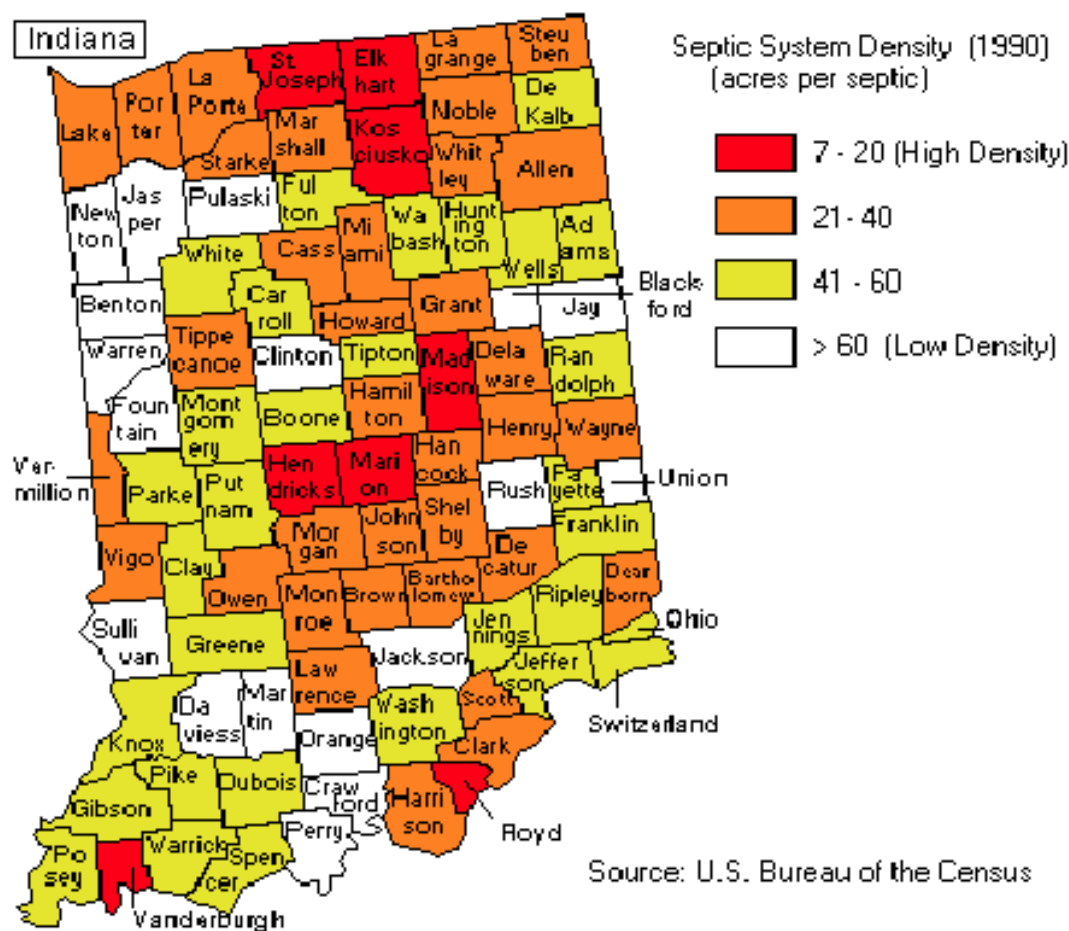 Indiana
Septic System Density (1990)
(acres per septic)
7 - 20 (High Density)
21 - 40
41 - 60
> 60 (Low Density)
St.
Joseph
Elk
hart
La
grange
Steu
ben
Lake
Por
ter
La
Porte
Noble
De
Kalb
Starke
Mar
shall
Kos
ciusko
Whit
ley
Allen
New
ton
Jas
per
Pulaski
Ful
ton
Wa
bash
Hunt
ing
ton
Wells
Ad
ams
White
Cass
Mi
ami
Benton
Car
roll
Howard
Grant
Black-
ford
Jay
Warren
Tippe
canoe
Clinton
Tipton
Mad
ison
Dela
ware
Ran
dolph
Foun
tain
Mont
gom
ery
Boone
Hamil
ton
Henry
Wayne
Ver-
million
Parke
Put
nam
Hen
dricks
Mari
on
Han
cock
Rush
Fa
yette
Union
Vigo
Clay
Owen
Mor
gan
John
son
Shel
by
De
catur
Franklin
Sulli
van
Greene
Mon
roe
Brown
Bartho
lomew
Jen
nings
Ripley
Dear
born
Ohio
Law
rence
Jackson
Jeffer
son
Switzerland
Knox
Da
viess
Mar
tin
Orange
Wash
ington
Scott
Clark
Gibson
Pike
Dubois
Craw
ford
Harri
son
Royd
Po
sey
Vanderburgh
Warrick
Spen
cer
Perry
Source: U.S. Bureau of the Census